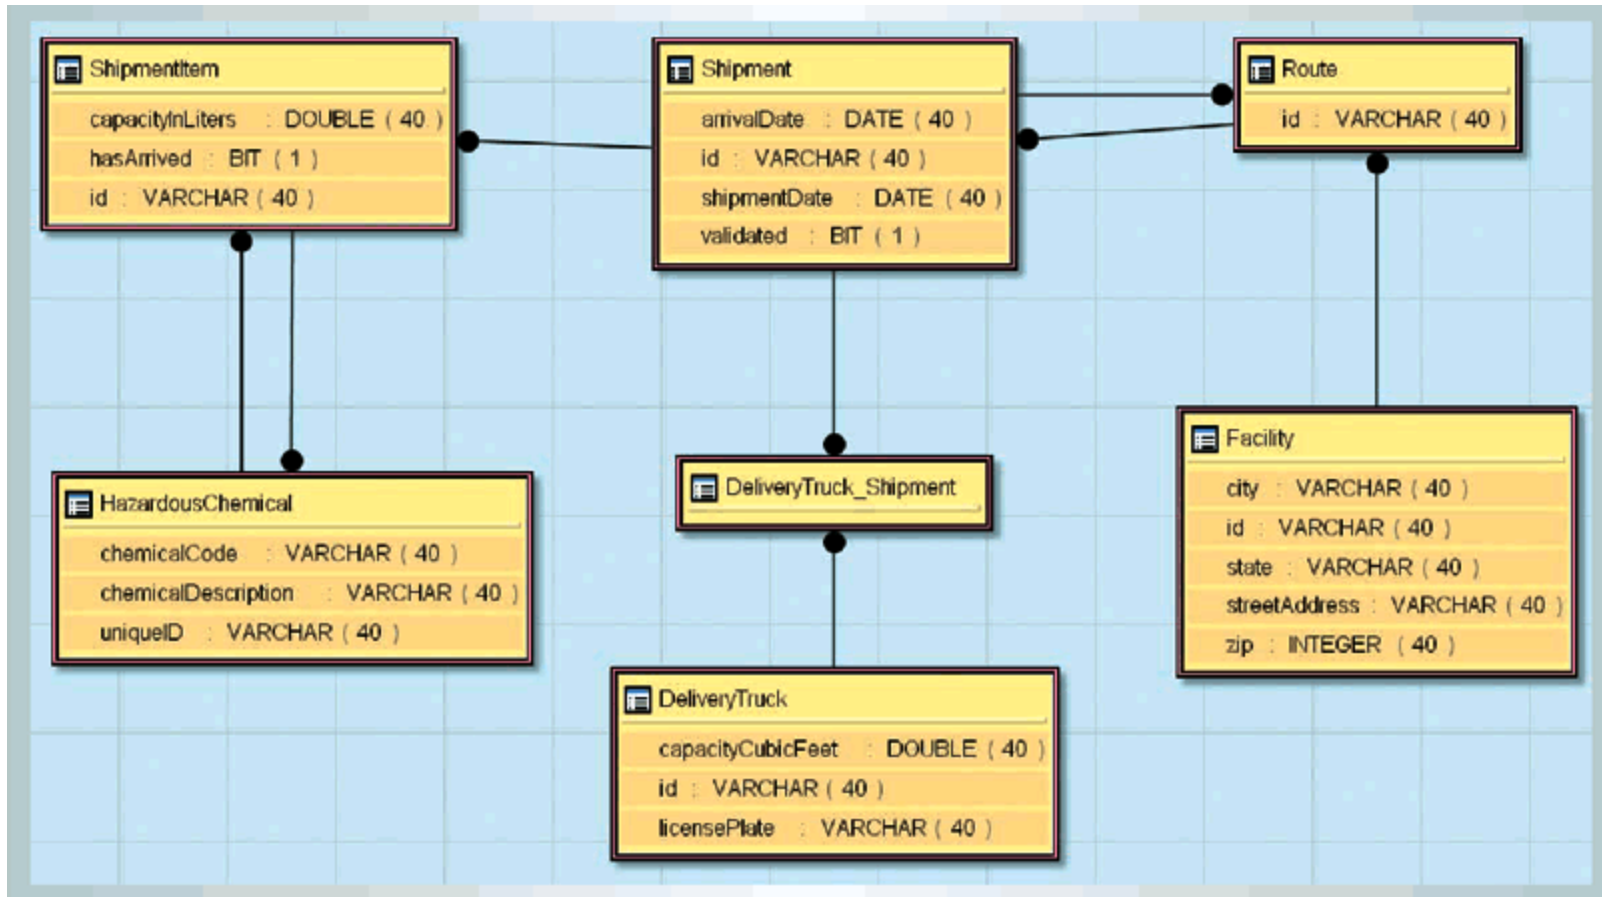 ShipmentItem
capacityInLiters : DOUBLE ( 40 )
hasArrived : BIT ( 1 )
id : VARCHAR ( 40 )
Shipment
arrivalDate : DATE ( 40 )
id : VARCHAR ( 40 )
shipmentDate : DATE ( 40 )
validated : BIT ( 1 )
Route
id : VARCHAR ( 40 )
HazardousChemical
chemicalCode : VARCHAR ( 40 )
chemicalDescription : VARCHAR ( 40 )
uniqueID : VARCHAR ( 40 )
DeliveryTruck_Shipment
Facility
city : VARCHAR ( 40 )
id : VARCHAR ( 40 )
state : VARCHAR ( 40 )
streetAddress : VARCHAR ( 40 )
zip : INTEGER ( 40 )
DeliveryTruck
capacityCubicFeet : DOUBLE ( 40 )
id : VARCHAR ( 40 )
licensePlate : VARCHAR ( 40 )